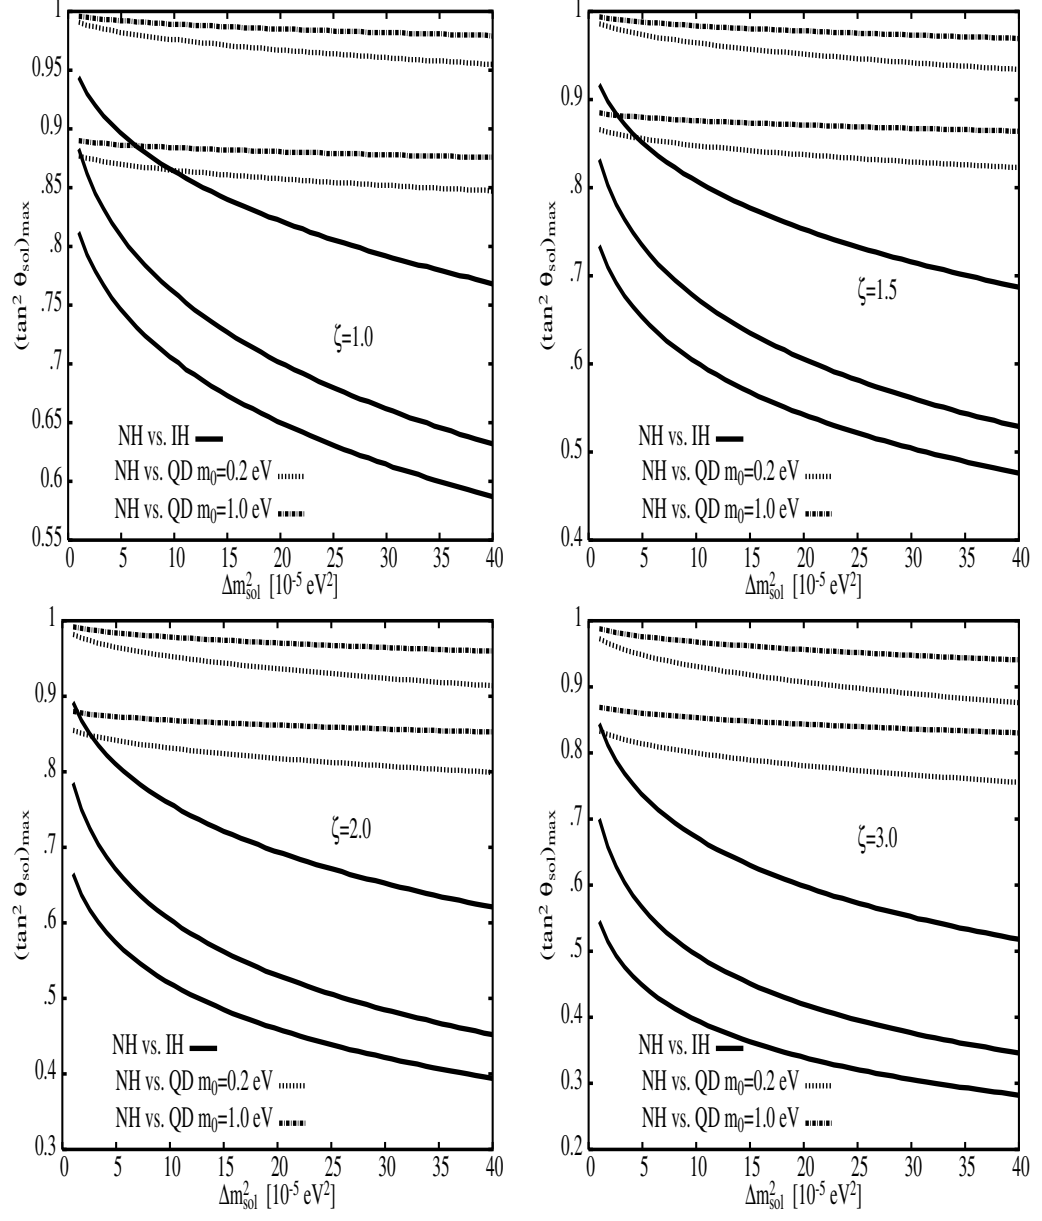 1
0.95
0.9
0.85
.8
0.75
.7
0.65
0.6
0.55
(tan² θsol)max
ζ=1.0
NH vs. IH
NH vs. QD m₀=0.2 eV
NH vs. QD m₀=1.0 eV
0 5 10 15 20 25 30 35 40
Δm²sol [10⁻⁵ eV²]
1
0.9
.8
.7
.6
0.5
0.4
(tan² θsol)max
ζ=1.5
NH vs. IH
NH vs. QD m₀=0.2 eV
NH vs. QD m₀=1.0 eV
0 5 10 15 20 25 30 35 40
Δm²sol [10⁻⁵ eV²]
1
0.9
.8
.7
.6
.5
0.4
0.3
(tan² θsol)max
ζ=2.0
NH vs. IH
NH vs. QD m₀=0.2 eV
NH vs. QD m₀=1.0 eV
0 5 10 15 20 25 30 35 40
Δm²sol [10⁻⁵ eV²]
1
0.9
0.8
.7
.6
.5
0.4
0.3
0.2
(tan² θsol)max
ζ=3.0
NH vs. IH
NH vs. QD m₀=0.2 eV
NH vs. QD m₀=1.0 eV
0 5 10 15 20 25 30 35 40
Δm²sol [10⁻⁵ eV²]